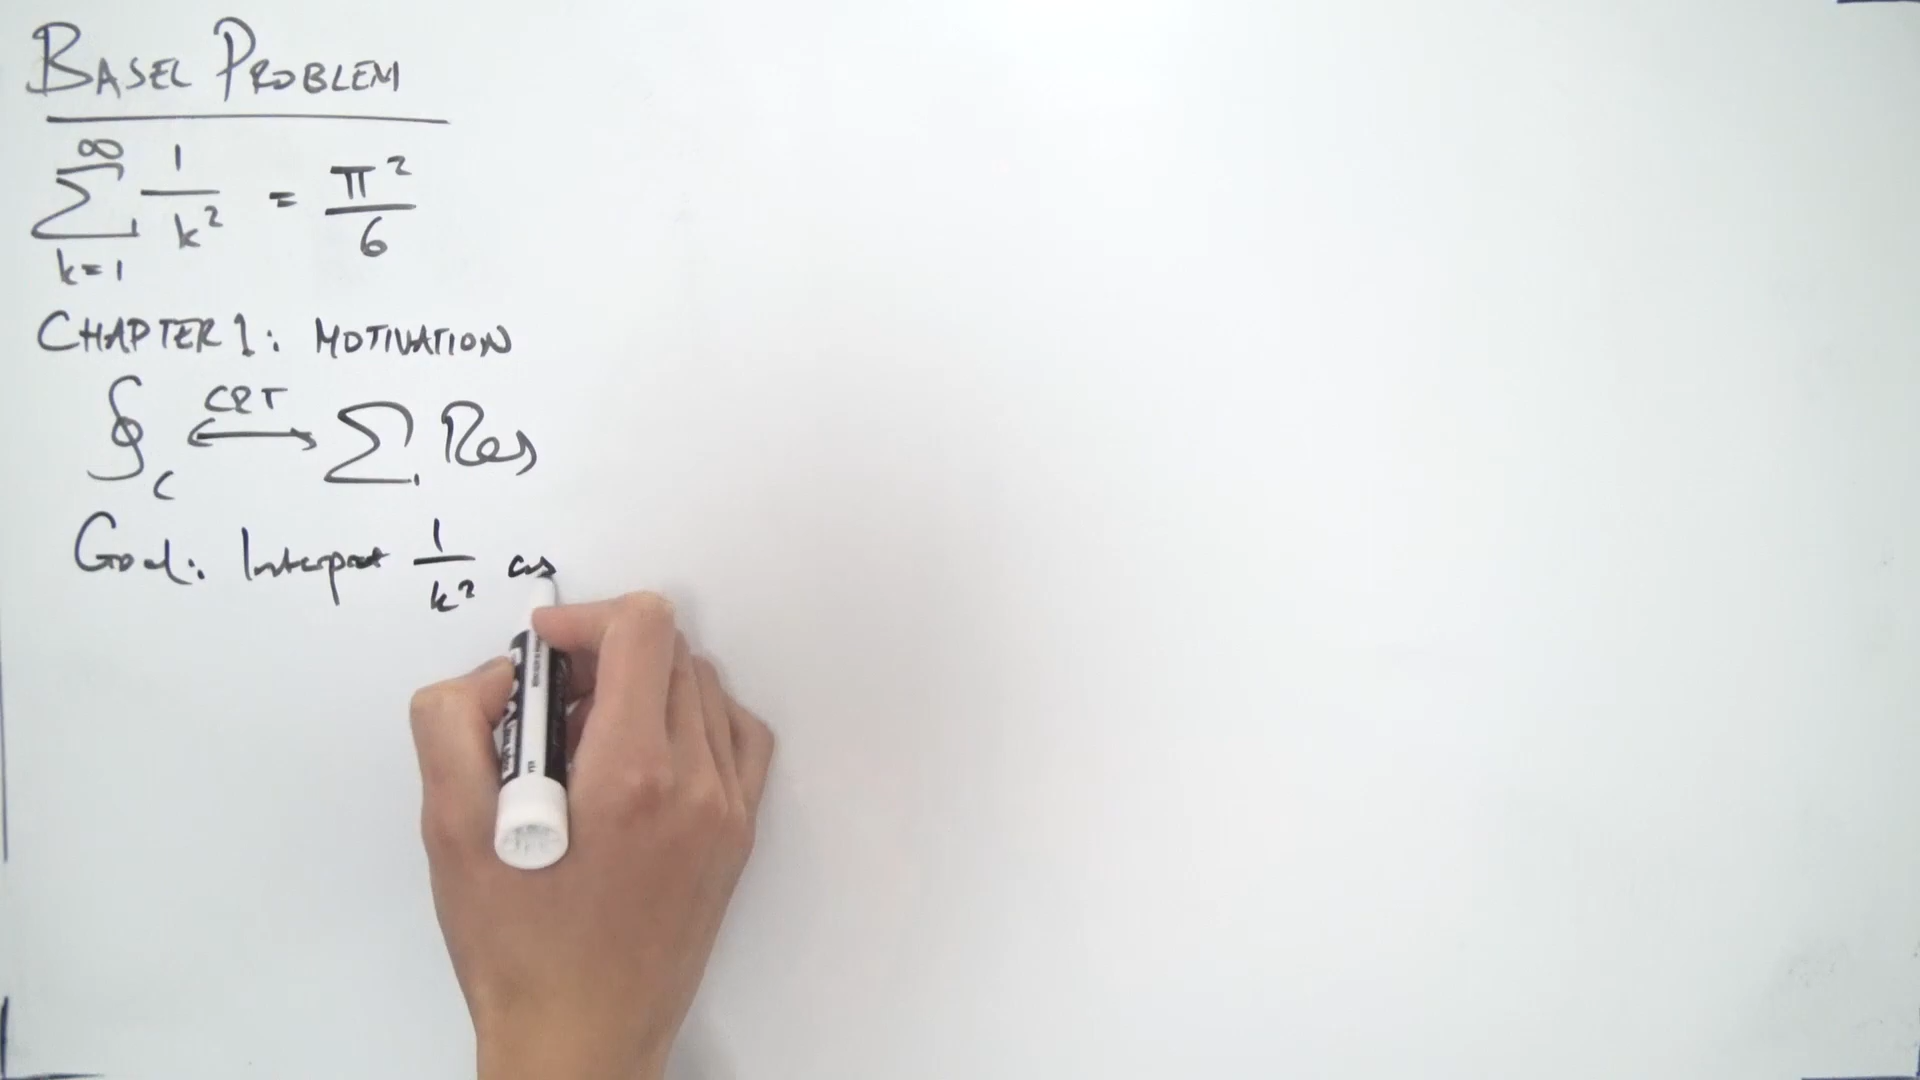 BASEL PROBLEM
∞ ∑ k=1 1/k² = π²/6
CHAPTER 1: MOTIVATION
∮_C ⟷ CRT ∑ Res
Goal: Interpret 1/k² as